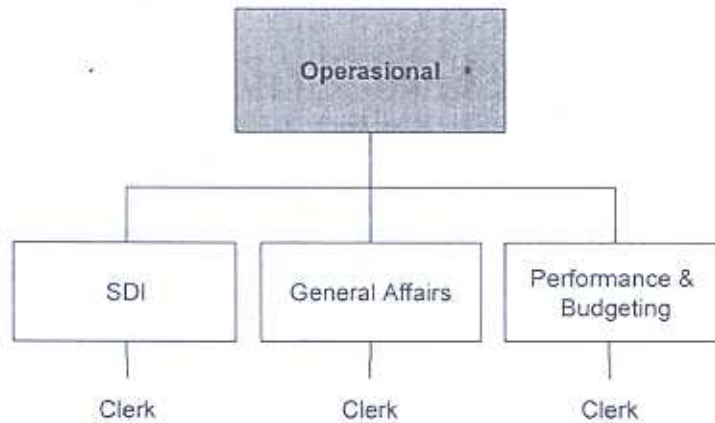 Operasional
SDI
General Affairs
Performance &
Budgeting
Clerk
Clerk
Clerk